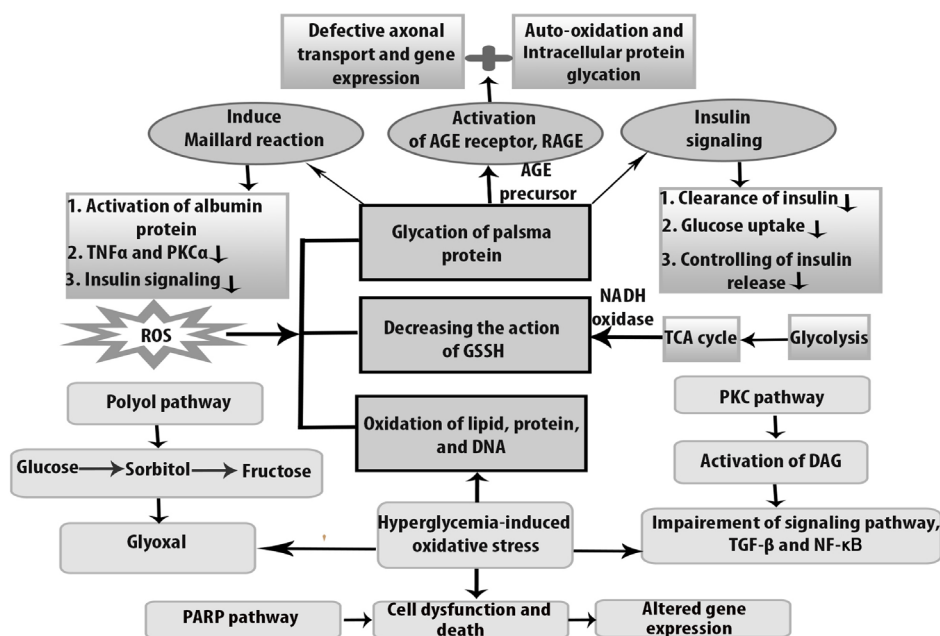 Defective axonal
transport and gene
expression
Auto-oxidation and
Intracellular protein
glycation
Induce
Maillard reaction
Activation
of AGE receptor, RAGE
Insulin
signaling
AGE
precursor
1. Activation of albumin
protein
2. TNFα and PKCα
3. Insulin signaling
Glycation of palsma
protein
1. Clearance of insulin
2. Glucose uptake
3. Controlling of insulin
release
ROS
Decreasing the action
of GSSH
NADH
oxidase
TCA cycle
Glycolysis
Polyol pathway
Oxidation of lipid, protein,
and DNA
PKC pathway
Glucose
Sorbitol
Fructose
Activation of DAG
Glyoxal
Hyperglycemia-induced
oxidative stress
Impairement of signaling pathway,
TGF-β and NF-κB
PARP pathway
Cell dysfunction and
death
Altered gene
expression